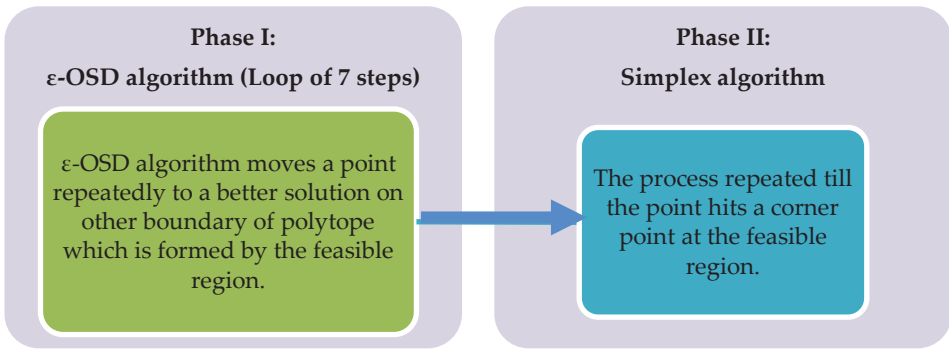 Phase I:
ε-OSD algorithm (Loop of 7 steps)
ε-OSD algorithm moves a point
repeatedly to a better solution on
other boundary of polytope
which is formed by the feasible
region.
Phase II:
Simplex algorithm
The process repeated till
the point hits a corner
point at the feasible
region.